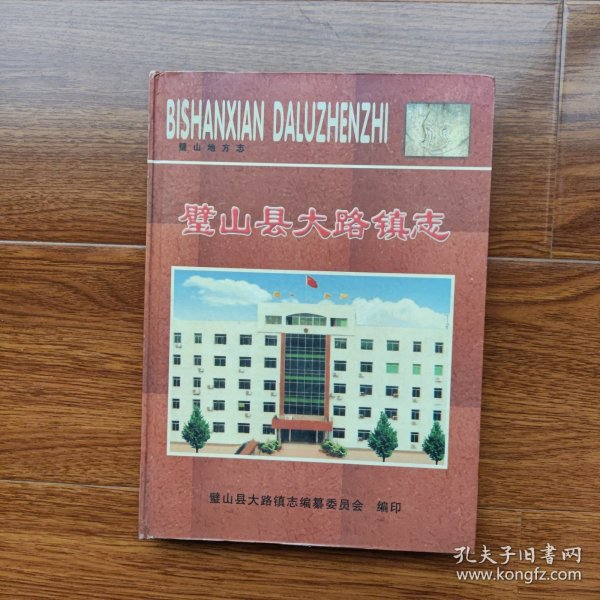 BISHANXIAN DALUZHENZHI
璧山地方志
璧山县大路镇志
璧山县大路镇志编纂委员会 编印
孔夫子旧书网
www.kongfz.com